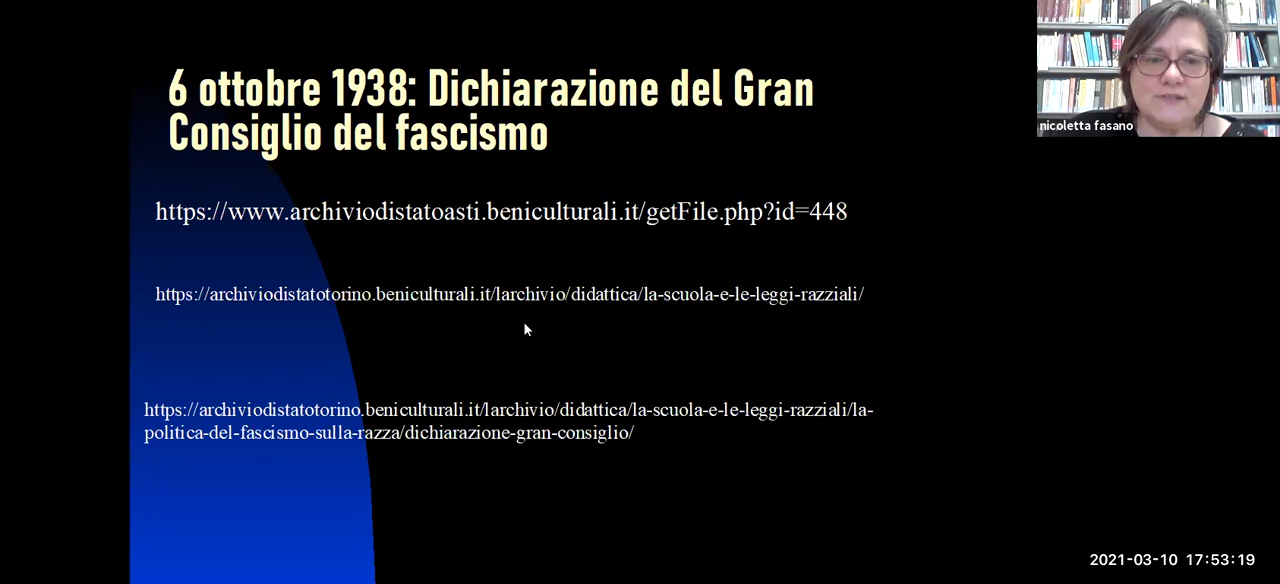 6 ottobre 1938: Dichiarazione del Gran
Consiglio del fascismo
nicoletta fasano
https://www.archiviodistatoasti.beniculturali.it/getFile.php?id=448
https://archiviodistatotorino.beniculturali.it/larchivio/didattica/la-scuola-e-le-leggi-razziali/
https://archiviodistatotorino.beniculturali.it/larchivio/didattica/la-scuola-e-le-leggi-razziali/la-
politica-del-fascismo-sulla-razza/dichiarazione-gran-consiglio/
2021-03-10 17:53:19